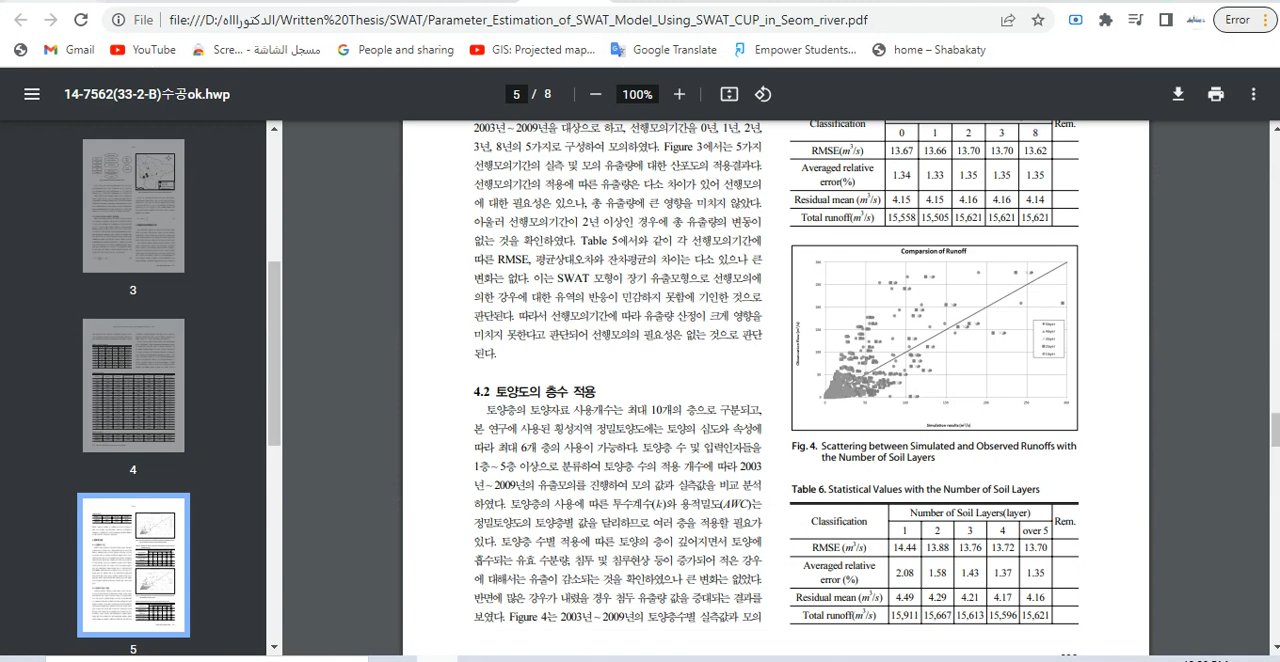 File
file:///D:/الدكتوراااه/Written%20Thesis/SWAT/Parameter_Estimation_of_SWAT_Model_Using_SWAT_CUP_in_Seom_river.pdf
Error
Gmail
YouTube
Scre... - مسجل الشاشة
People and sharing
GIS: Projected map...
Google Translate
Empower Students...
home – Shabakaty
14-7562(33-2-B)수공ok.hwp
5 / 8
100%
3
4
5
2003년~2009년을 대상으로 하고, 선행모의기간을 0년, 1년, 2년,
3년, 8년의 5가지로 구성하여 모의하였다. Figure 3에서는 5가지
선행모의기간의 실측 및 모의 유출량에 대한 산포도의 적용결과다.
선행모의기간의 적용에 따른 유출량은 다소 차이가 있어 선행모의
에 대한 필요성은 있으나, 총 유출량에 큰 영향을 미치지 않았다.
아울러 선행모의기간이 2년 이상인 경우에 총 유출량의 변동이
없는 것을 확인하였다. Table 5에서와 같이 각 선행모의기간에
따른 RMSE, 평균상대오차와 잔차평균의 차이는 다소 있으나 큰
변화는 없다. 이는 SWAT 모형이 장기 유출모형으로 선행모의에
의한 강우에 대한 유역의 반응이 민감하지 못함에 기인한 것으로
판단된다. 따라서 선행모의기간에 따라 유출량 산정이 크게 영향을
미치지 못한다고 판단되어 선행모의의 필요성은 없는 것으로 판단
된다.
4.2 토양도의 층수 적용
토양층의 토양자료 사용개수는 최대 10개의 층으로 구분되고,
본 연구에 사용된 횡성지역 정밀토양도에는 토양의 심도와 속성에
따라 최대 6개 층의 사용이 가능하다. 토양층 수 및 입력인자들을
1층~5층 이상으로 분류하여 토양층 수의 적용 개수에 따라 2003
년~2009년의 유출모의를 진행하여 모의 값과 실측값을 비교 분석
하였다. 토양층의 사용에 따른 투수계수(k)와 용적밀도(AWC)는
정밀토양도의 토양층별 값을 달리하므로 여러 층을 적용할 필요가
있다. 토양층수별 적용에 따른 토양의 층이 깊어지면서 토양에
흡수되는 유효우량, 침투 및 침투반응 등이 증가되어 적은 강우
에 대해서는 유출이 감소되는 것을 확인하였으나 큰 변화는 없었다.
반면에 많은 강우가 있을 경우 첨두 유출량 값을 증대되는 결과를
보였다. Figure 4는 2003년~2009년의 토양층수별 실측값과 모의
Classification 0 1 2 3 8 Rem.
RMSE(m³/s) 13.67 13.66 13.70 13.70 13.62
Averaged relative
error(%) 1.34 1.33 1.35 1.35 1.35
Residual mean (m³/s) 4.15 4.15 4.16 4.16 4.14
Total runoff(m³/s) 15,558 15,505 15,621 15,621 15,621
Comparsion of Runoff
Simulation results (m³/s)
Fig. 4. Scattering between Simulated and Observed Runoffs with
the Number of Soil Layers
Table 6. Statistical Values with the Number of Soil Layers
Classification Number of Soil Layers(layer) Rem.
1 2 3 4 over 5
RMSE (m³/s) 14.44 13.88 13.76 13.72 13.70
Averaged relative
error (%) 2.08 1.58 1.43 1.37 1.35
Residual mean (m³/s) 4.49 4.29 4.21 4.17 4.16
Total runoff(m³/s) 15,911 15,667 15,613 15,596 15,621